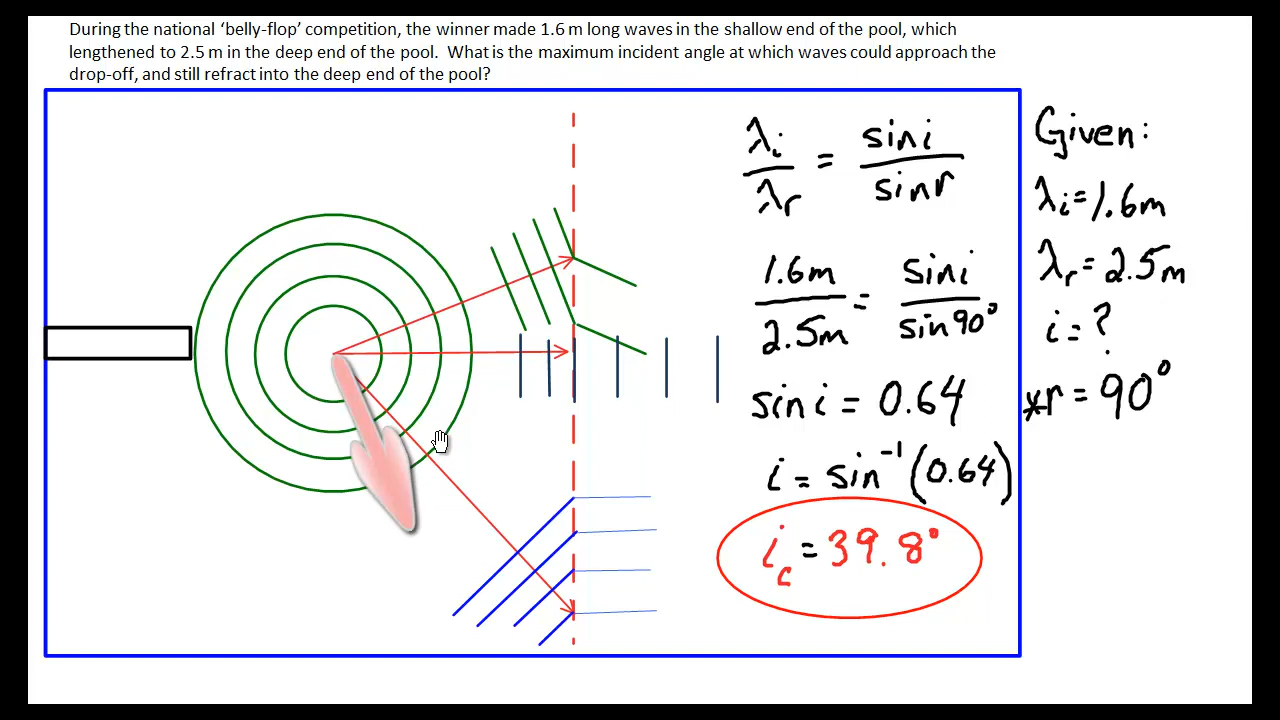 During the national ‘belly-flop’ competition, the winner made 1.6 m long waves in the shallow end of the pool, which
lengthened to 2.5 m in the deep end of the pool.  What is the maximum incident angle at which waves could approach the
drop-off, and still refract into the deep end of the pool?
λi/λr = sin i/sin r
1.6m/2.5m = sin i/sin 90°
sin i = 0.64
i = sin⁻¹(0.64)
ic = 39.8°
Given:
λi = 1.6m
λr = 2.5m
i = ?
*r = 90°